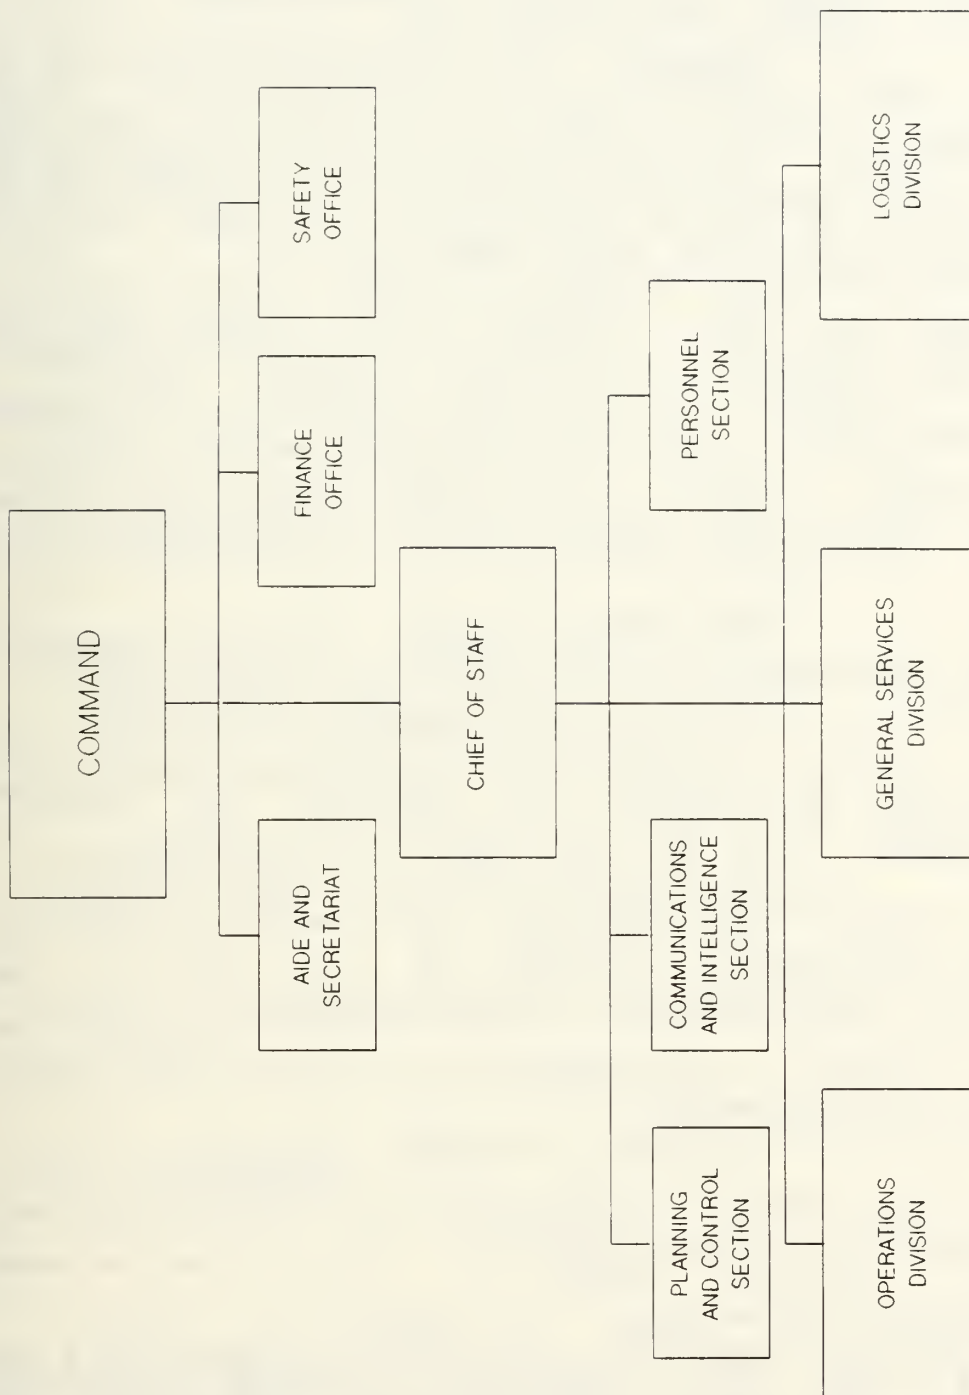 COMMAND
AIDE AND
SECRETARIAT
FINANCE
OFFICE
SAFETY
OFFICE
CHIEF OF STAFF
PLANNING
AND CONTROL
SECTION
COMMUNICATIONS
AND INTELLIGENCE
SECTION
PERSONNEL
SECTION
OPERATIONS
DIVISION
GENERAL SERVICES
DIVISION
LOGISTICS
DIVISION